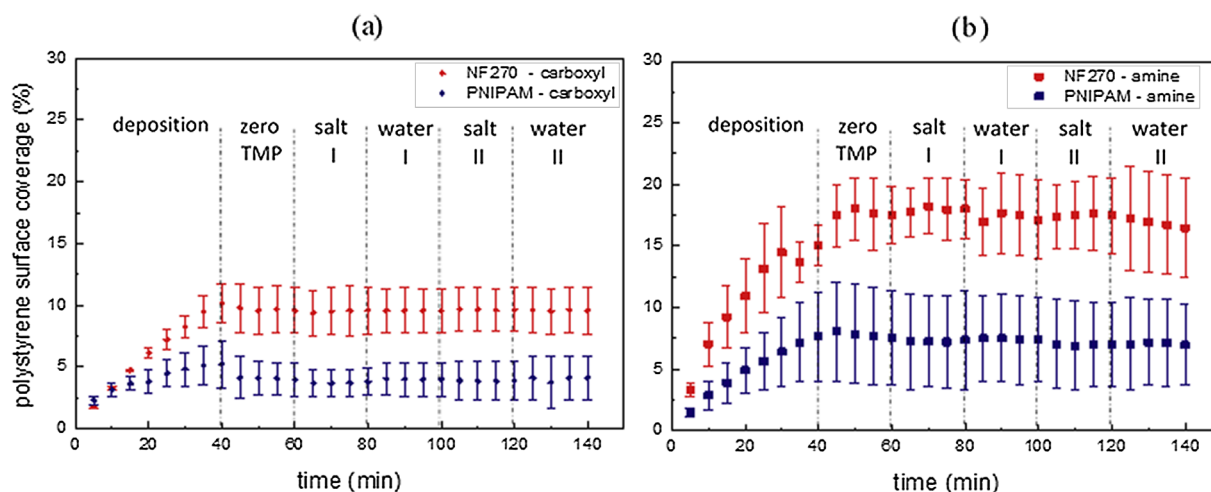 (a)
30
25
20
15
10
5
0
polystyrene surface coverage (%)
NF270 - carboxyl
PNIPAM - carboxyl
deposition
zero
TMP
salt
I
water
I
salt
II
water
II
0 20 40 60 80 100 120 140
time (min)
(b)
30
25
20
15
10
5
0
NF270 - amine
PNIPAM - amine
deposition
zero
TMP
salt
I
water
I
salt
II
water
II
0 20 40 60 80 100 120 140
time (min)